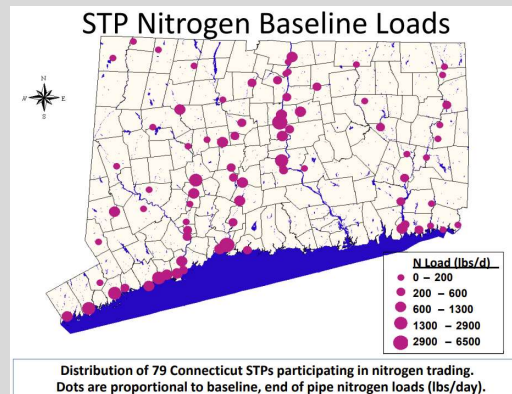 STP Nitrogen Baseline Loads
N
W E
S
N Load (lbs/d)
0 – 200
200 – 600
600 – 1300
1300 – 2900
2900 – 6500
Distribution of 79 Connecticut STPs participating in nitrogen trading.
Dots are proportional to baseline, end of pipe nitrogen loads (lbs/day).